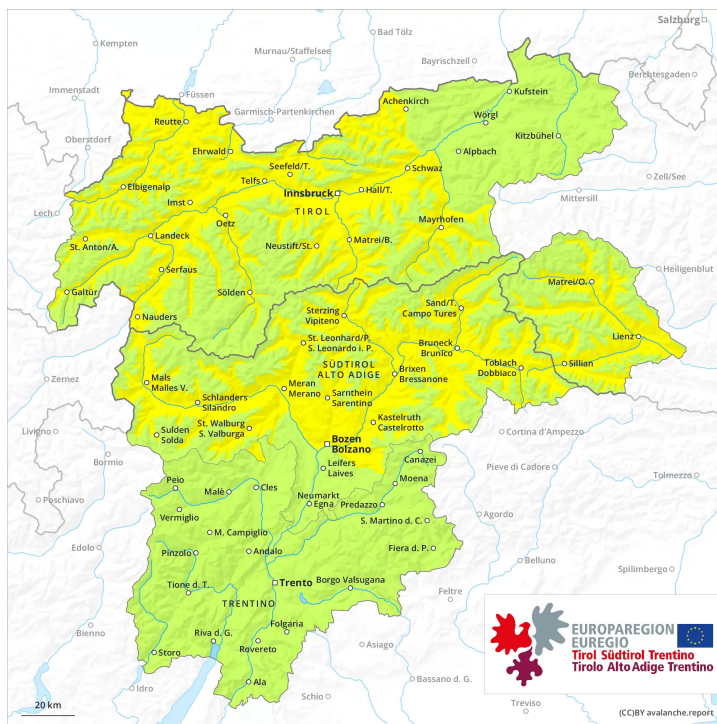 Salzburg
Kempten
Bad Tölz
Murnau/Staffelsee
Bayrischzell
Berchtesgaden
Immenstadt
Füssen
Garmisch-Partenkirchen
Achenkirch
Kufstein
Reutte
Wörgl
Oberstdorf
Kitzbühel
Ehrwald
Alpbach
Seefeld/T.
Schwaz
Zell/See
Telfs
Elbigenalp
Innsbruck
Hall/T.
Mittersill
Imst
TIROL
Lech
Oetz
Mayrhofen
St. Anton/A.
Landeck
Neustift/St.
Matrei/B.
Serfaus
Heiligenblut
Matrei/O.
Galtür
Sölden
Nauders
Sterzing
Vipiteno
Sand/T.
Campo Tures
Lienz
St. Leonhard/P.
S. Leonardo i. P.
Bruneck
Brunico
Toblach
Dobbiaco
Sillian
SÜDTIROL
ALTO ADIGE
Zernez
Mals
Malles V.
Meran
Merano
Brixen
Bressanone
Schlanders
Silandro
Sarnthein
Sarentino
St. Walburg
S. Valburga
Kastelruth
Castelrotto
Livigno
Sulden
Solda
Cortina d'Ampezzo
Bozen
Bolzano
Bormio
Canazei
Pieve di Cadore
Leifers
Laives
Tolmezzo
Peio
Moena
Malè
Cles
Neumarkt
Egna
Predazzo
Poschiavo
Vermiglio
Agordo
S. Martino d. C.
M. Campiglio
Edolo
Pinzolo
Andalo
Fiera d. P.
Belluno
Spilimbergo
Tione d. T.
Trento
Borgo Valsugana
Feltre
TRENTINO
Folgaria
Bienno
Riva d. G.
Rovereto
Asiago
Storo
Bassano d. G.
Idro
Ala
Schio
Treviso
EUROPAREGION
EUREGIO
Tirol Südtirol Trentino
Tirolo Alto Adige Trentino
20 km
(CC)BY avalanche.report